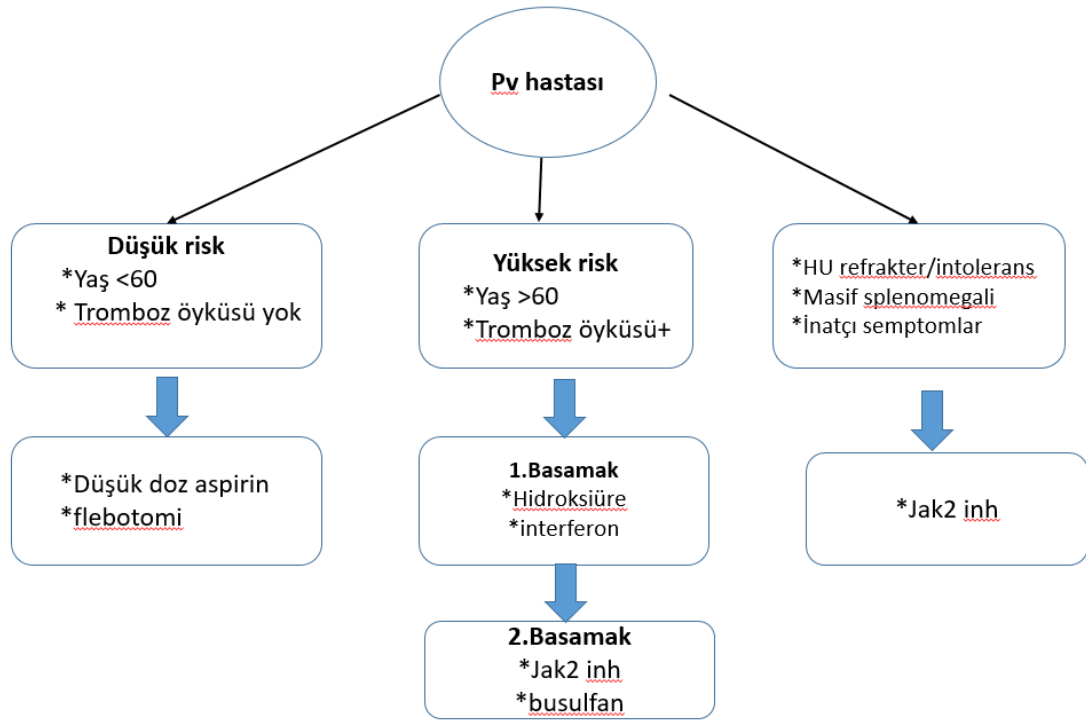 Pv hastası
Düşük risk
*Yaş <60
* Tromboz öyküsü yok
Yüksek risk
*Yaş >60
*Tromboz öyküsü+
*HU refrakter/intolerans
*Masif splenomegali
*İnatçı semptomlar
*Düşük doz aspirin
*flebotomi
1.Basamak
*Hidroksiüre
*interferon
*Jak2 inh
2.Basamak
*Jak2 inh
*busulfan